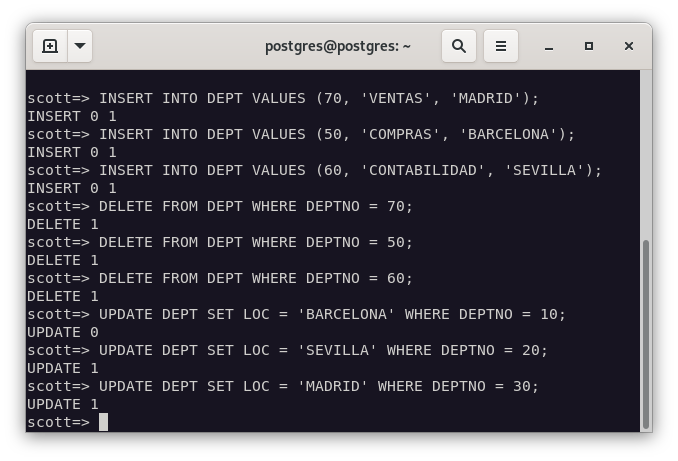 postgres@postgres: ~
scott=> INSERT INTO DEPT VALUES (70, 'VENTAS', 'MADRID');
INSERT 0 1
scott=> INSERT INTO DEPT VALUES (50, 'COMPRAS', 'BARCELONA');
INSERT 0 1
scott=> INSERT INTO DEPT VALUES (60, 'CONTABILIDAD', 'SEVILLA');
INSERT 0 1
scott=> DELETE FROM DEPT WHERE DEPTNO = 70;
DELETE 1
scott=> DELETE FROM DEPT WHERE DEPTNO = 50;
DELETE 1
scott=> DELETE FROM DEPT WHERE DEPTNO = 60;
DELETE 1
scott=> UPDATE DEPT SET LOC = 'BARCELONA' WHERE DEPTNO = 10;
UPDATE 0
scott=> UPDATE DEPT SET LOC = 'SEVILLA' WHERE DEPTNO = 20;
UPDATE 1
scott=> UPDATE DEPT SET LOC = 'MADRID' WHERE DEPTNO = 30;
UPDATE 1
scott=>